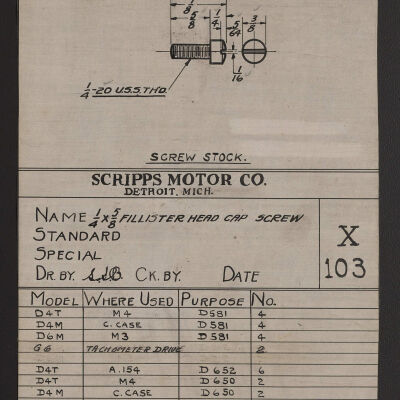 7/8
5/8 1/4 5/64 3/8
1/4-20 U.S.S. THD.
1/16
SCREW STOCK.
SCRIPPS MOTOR CO.
DETROIT, MICH.
NAME 1/4 x 5/8 FILLISTER HEAD CAP SCREW
STANDARD
SPECIAL
X
103
DR. BY. CK. BY. DATE
MODEL WHERE USED PURPOSE NO.
D4T M4 D581 4
D4M C. CASE D581 4
D6M M3 D581 4
G6 TACHOMETER DRIVE 2
D4T A.154 D652 6
D4T M4 D650 2
D4M C. CASE D650 2